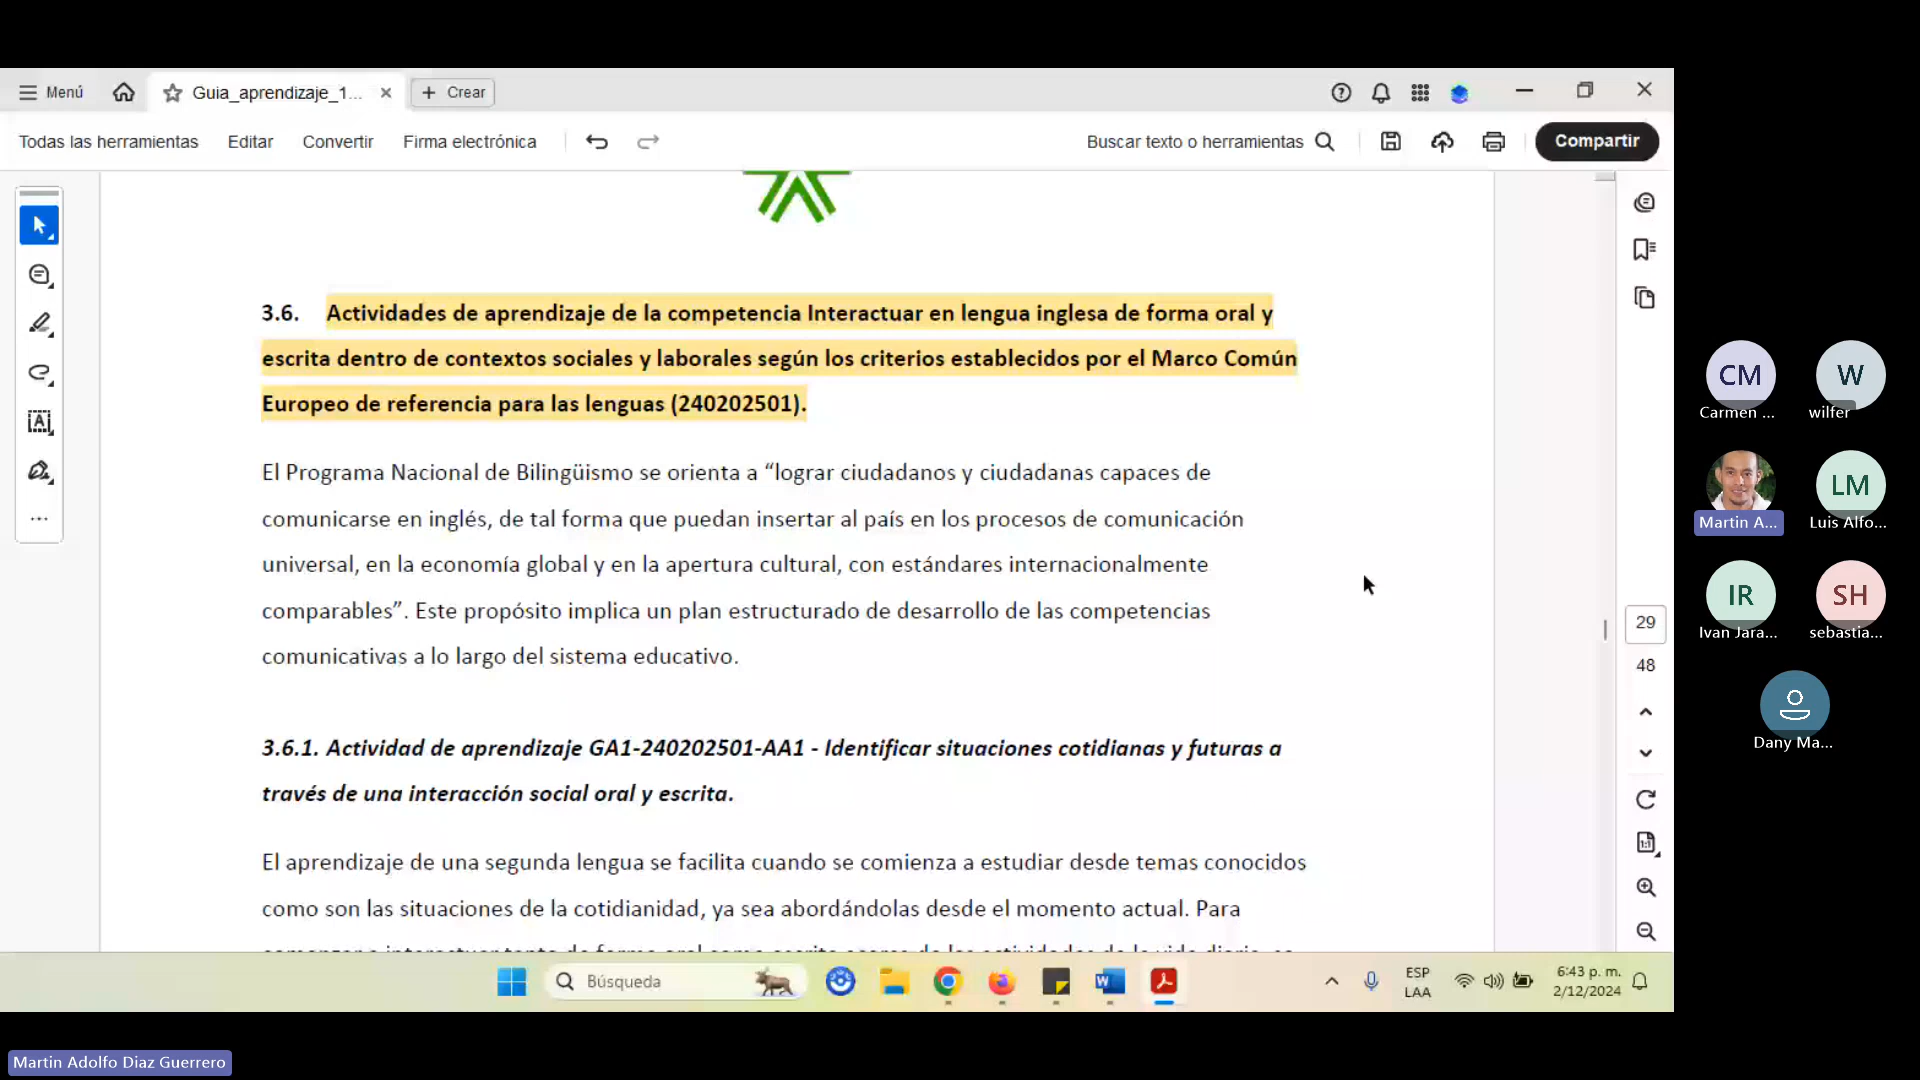 Menú
Guia_aprendizaje_1...
Crear
Todas las herramientas
Editar
Convertir
Firma electrónica
Buscar texto o herramientas
Compartir
3.6. Actividades de aprendizaje de la competencia Interactuar en lengua inglesa de forma oral y
escrita dentro de contextos sociales y laborales según los criterios establecidos por el Marco Común
Europeo de referencia para las lenguas (240202501).
El Programa Nacional de Bilingüismo se orienta a “lograr ciudadanos y ciudadanas capaces de
comunicarse en inglés, de tal forma que puedan insertar al país en los procesos de comunicación
universal, en la economía global y en la apertura cultural, con estándares internacionalmente
comparables”. Este propósito implica un plan estructurado de desarrollo de las competencias
comunicativas a lo largo del sistema educativo.
3.6.1. Actividad de aprendizaje GA1-240202501-AA1 - Identificar situaciones cotidianas y futuras a
través de una interacción social oral y escrita.
El aprendizaje de una segunda lengua se facilita cuando se comienza a estudiar desde temas conocidos
como son las situaciones de la cotidianidad, ya sea abordándolas desde el momento actual. Para
29
48
1:1
Búsqueda
ESP
LAA
6:43 p. m.
2/12/2024
CM
Carmen ...
W
wilfer
Martin A...
LM
Luis Alfo...
IR
Ivan Jara...
SH
sebastia...
Dany Ma...
Martin Adolfo Diaz Guerrero